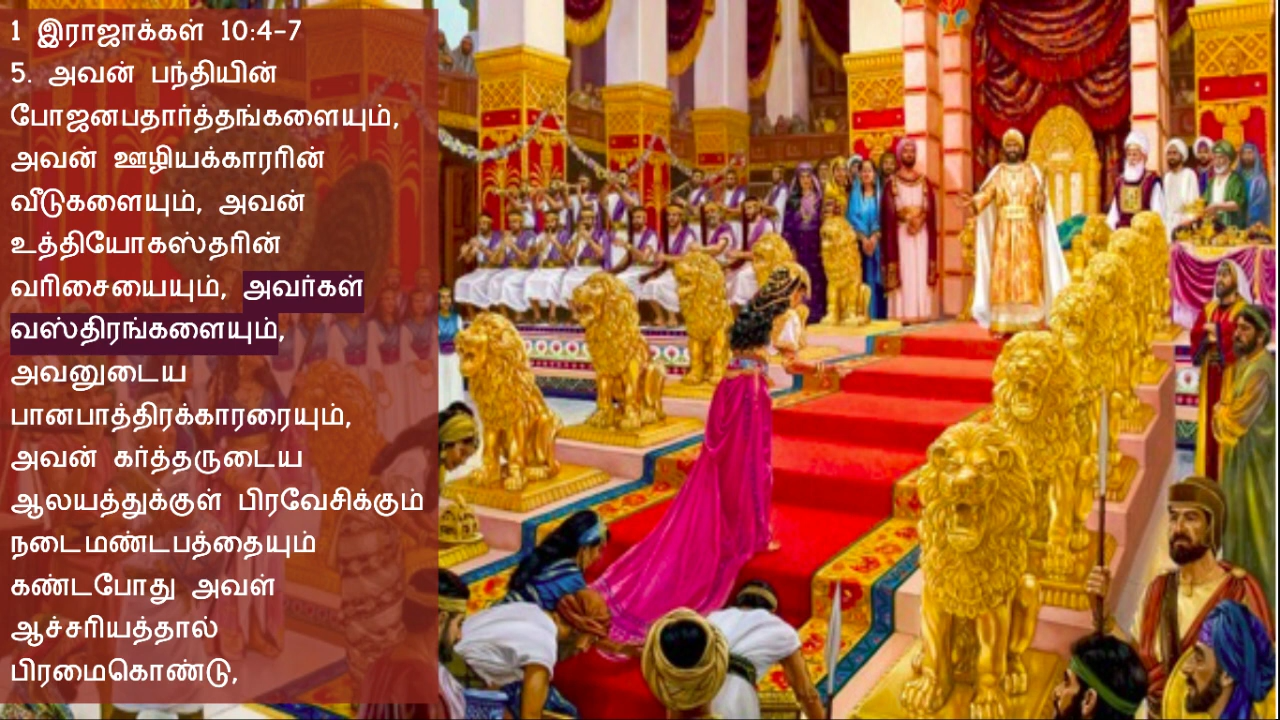 1 இராஜாக்கள் 10:4-7
5. அவன் பந்தியின்
போஜனபதார்த்தங்களையும்,
அவன் ஊழியக்காரரின்
வீடுகளையும், அவன்
உத்தியோகஸ்தரின்
வரிசையையும், அவர்கள்
வஸ்திரங்களையும்,
அவனுடைய
பானபாத்திரக்காரரையும்,
அவன் கர்த்தருடைய
ஆலயத்துக்குள் பிரவேசிக்கும்
நடைமண்டபத்தையும்
கண்டபோது அவள்
ஆச்சரியத்தால்
பிரமைகொண்டு,